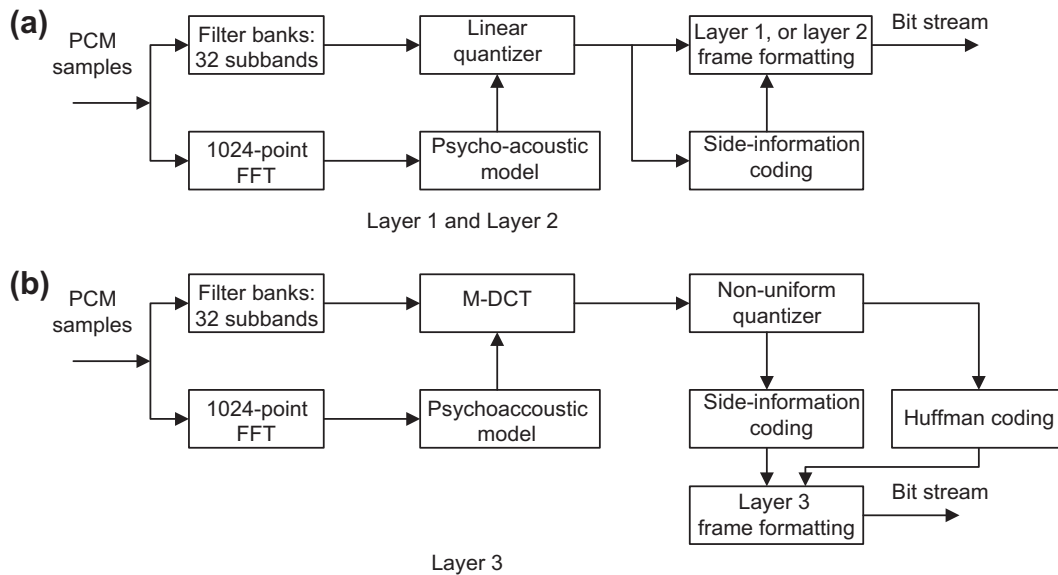 (a)
PCM
samples
Filter banks:
32 subbands
Linear
quantizer
Layer 1, or layer 2
frame formatting
Bit stream
1024-point
FFT
Psycho-acoustic
model
Side-information
coding
Layer 1 and Layer 2
(b)
PCM
samples
Filter banks:
32 subbands
M-DCT
Non-uniform
quantizer
1024-point
FFT
Psychoaccoustic
model
Side-information
coding
Huffman coding
Layer 3
frame formatting
Bit stream
Layer 3